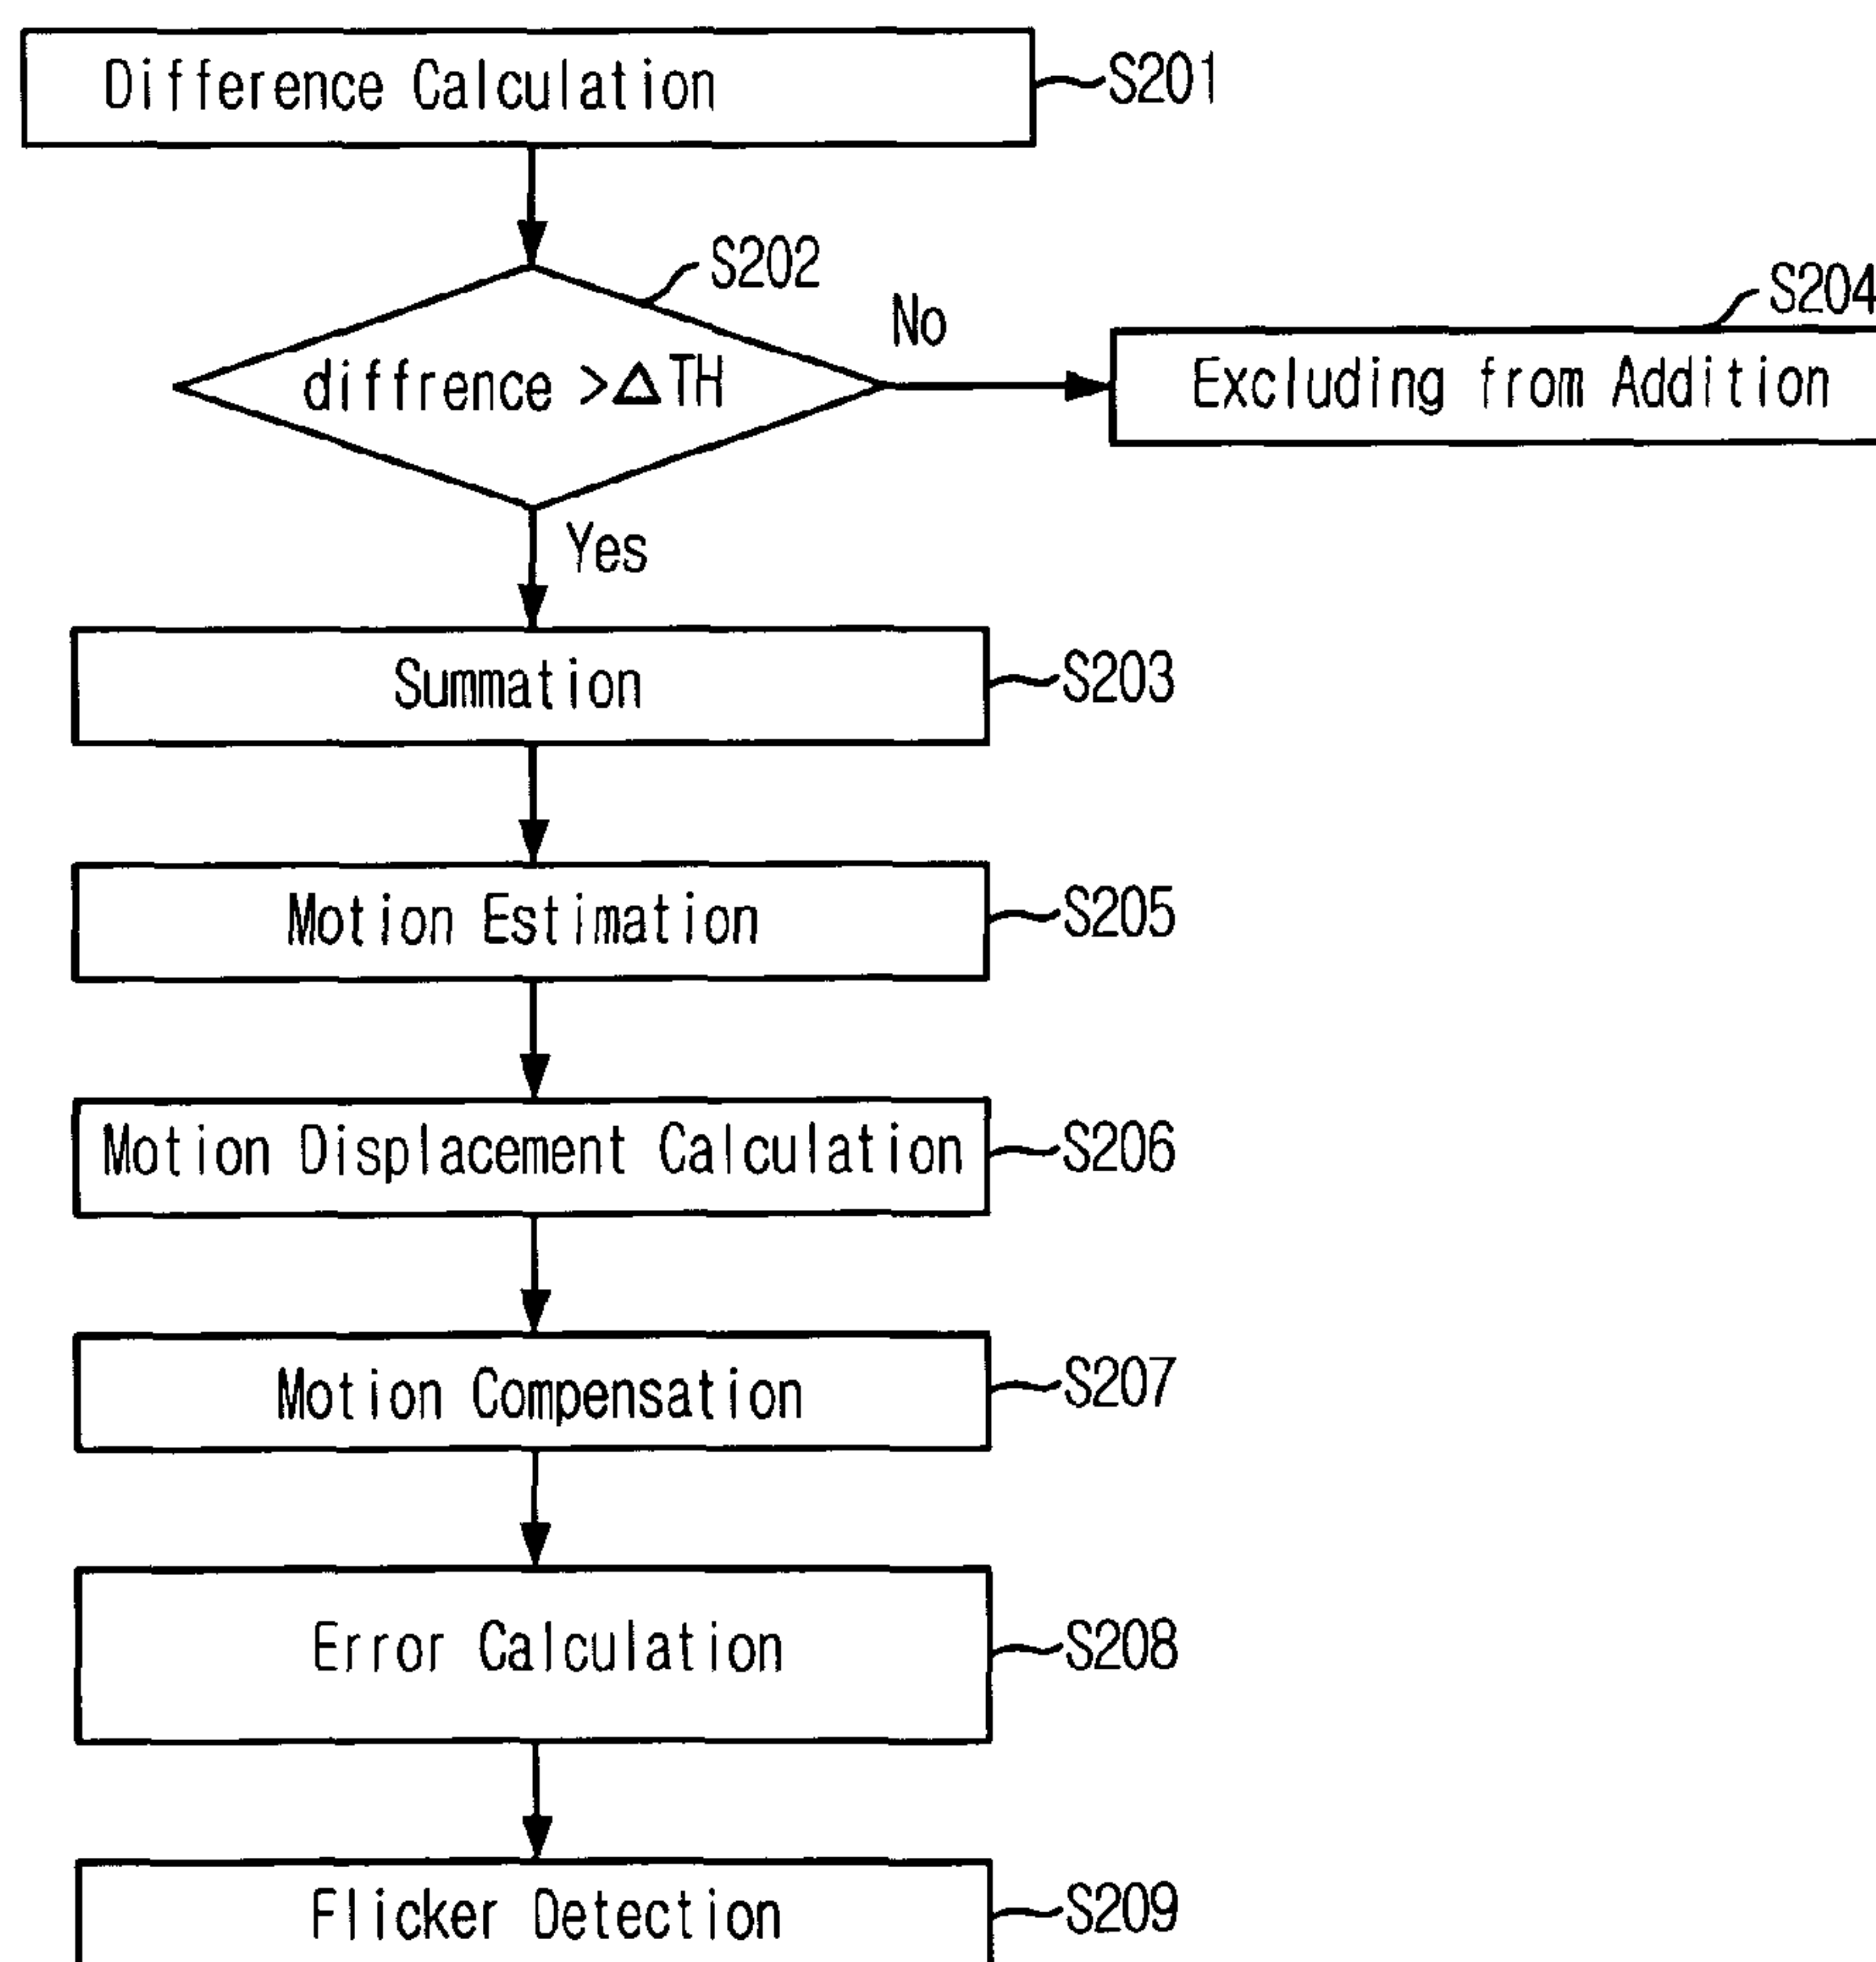 Difference Calculation
S201
S202
diffrence >△TH
No
S204
Excluding from Addition
Yes
Summation
S203
Motion Estimation
S205
Motion Displacement Calculation
S206
Motion Compensation
S207
Error Calculation
S208
Flicker Detection
S209